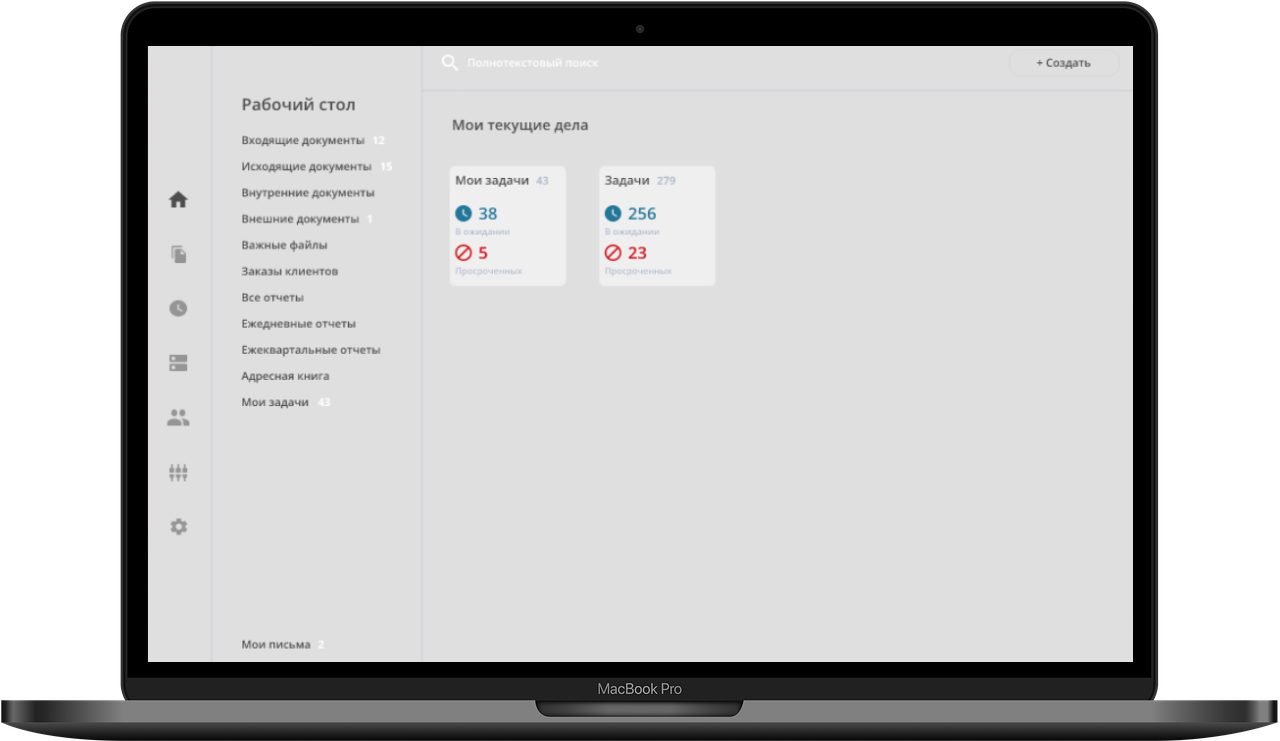 Полнотекстовый поиск
+ Создать
Рабочий стол
Входящие документы 12
Исходящие документы 15
Внутренние документы
Внешние документы 1
Важные файлы
Заказы клиентов
Все отчеты
Ежедневные отчеты
Ежеквартальные отчеты
Адресная книга
Мои задачи 43
Мои письма 2
Мои текущие дела
Мои задачи 43
38
В ожидании
5
Просроченных
Задачи 279
256
В ожидании
23
Просроченных
MacBook Pro